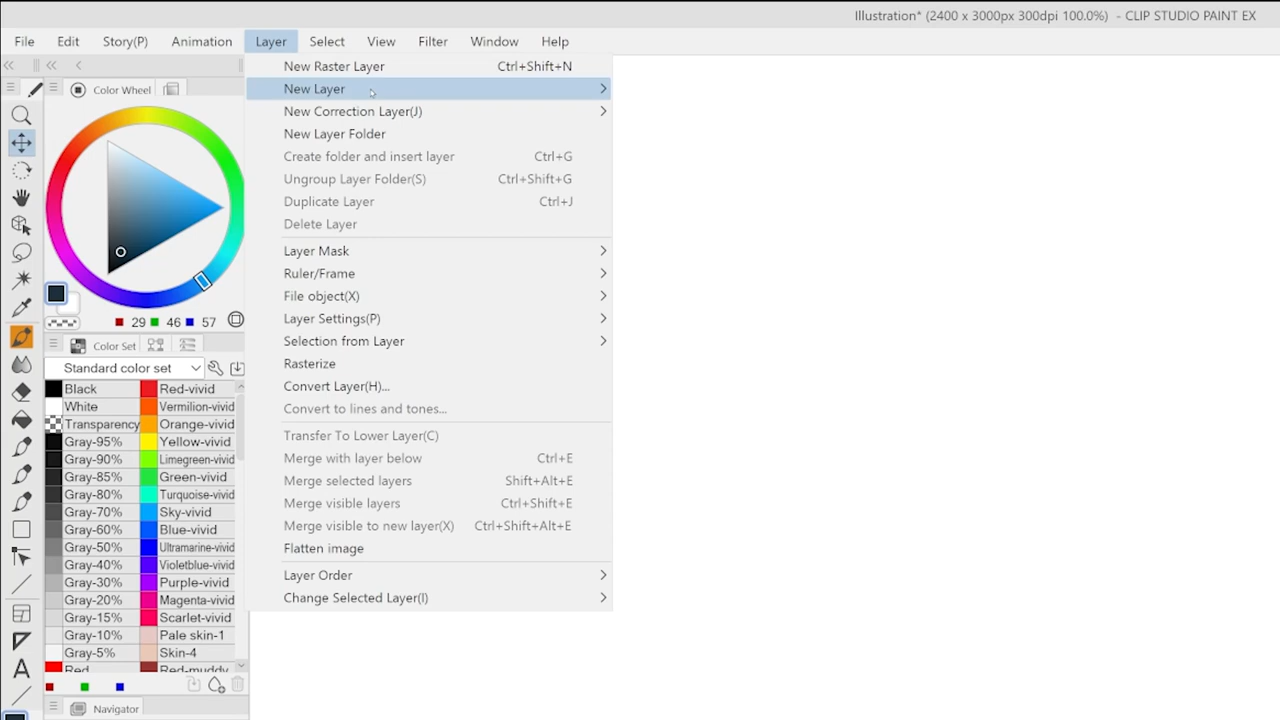 Illustration* (2400 x 3000px 300dpi 100.0%) - CLIP STUDIO PAINT EX
File Edit Story(P) Animation Layer Select View Filter Window Help
New Raster Layer Ctrl+Shift+N
New Layer
New Correction Layer(J)
New Layer Folder
Create folder and insert layer Ctrl+G
Ungroup Layer Folder(S) Ctrl+Shift+G
Duplicate Layer Ctrl+J
Delete Layer
Layer Mask
Ruler/Frame
File object(X)
Layer Settings(P)
Selection from Layer
Rasterize
Convert Layer(H)...
Convert to lines and tones...
Transfer To Lower Layer(C)
Merge with layer below Ctrl+E
Merge selected layers Shift+Alt+E
Merge visible layers Ctrl+Shift+E
Merge visible to new layer(X) Ctrl+Shift+Alt+E
Flatten image
Layer Order
Change Selected Layer(I)
Color Wheel
29 46 57
Color Set
Standard color set
Black Red-vivid
White Vermilion-vivid
Transparency Orange-vivid
Gray-95% Yellow-vivid
Gray-90% Limegreen-vivid
Gray-85% Green-vivid
Gray-80% Turquoise-vivid
Gray-70% Sky-vivid
Gray-60% Blue-vivid
Gray-50% Ultramarine-vivid
Gray-40% Violetblue-vivid
Gray-30% Purple-vivid
Gray-20% Magenta-vivid
Gray-15% Scarlet-vivid
Gray-10% Pale skin-1
Gray-5% Skin-4
Red Red-muddy
Navigator